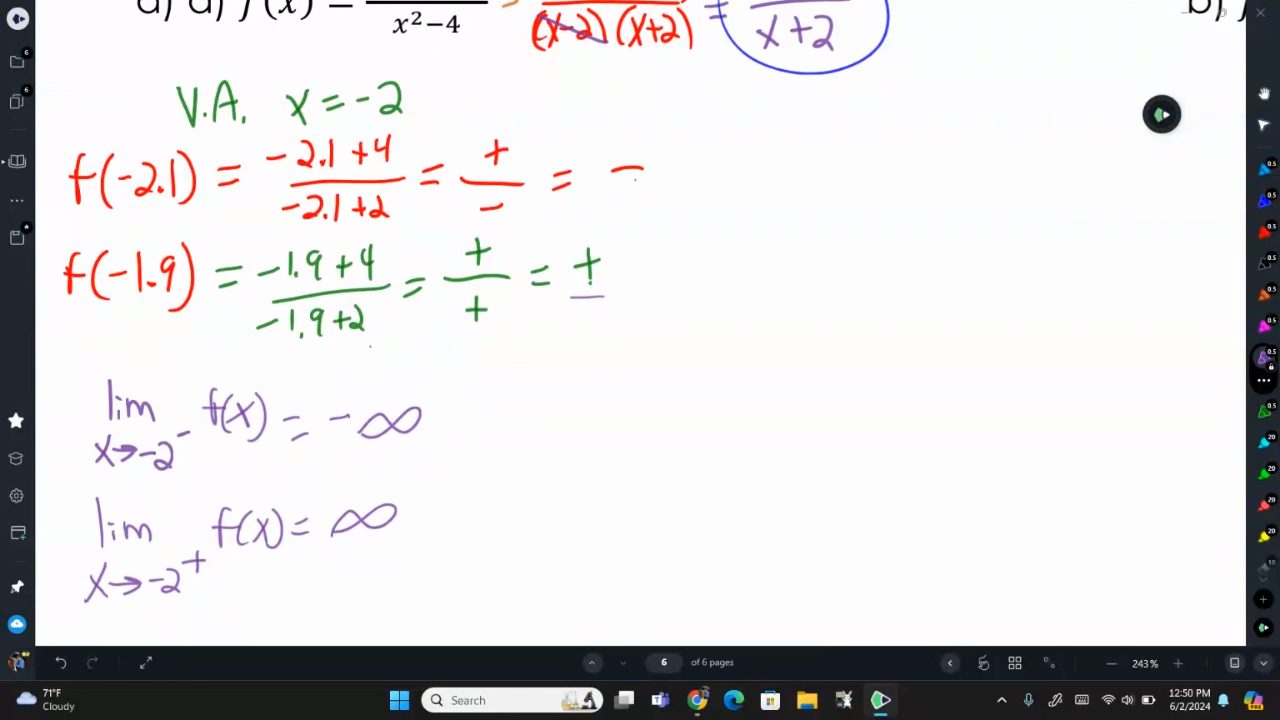 x²−4
(x-2)(x+2) = x+2
V.A. x = -2
f(-2.1) = (-2.1+4)/(-2.1+2) = +/- = -
f(-1.9) = (-1.9+4)/(-1.9+2) = +/+ = +
lim x→-2⁻ f(x) = -∞
lim x→-2⁺ f(x) = ∞
6 of 6 pages
243%
71°F
Cloudy
Search
12:50 PM
6/2/2024